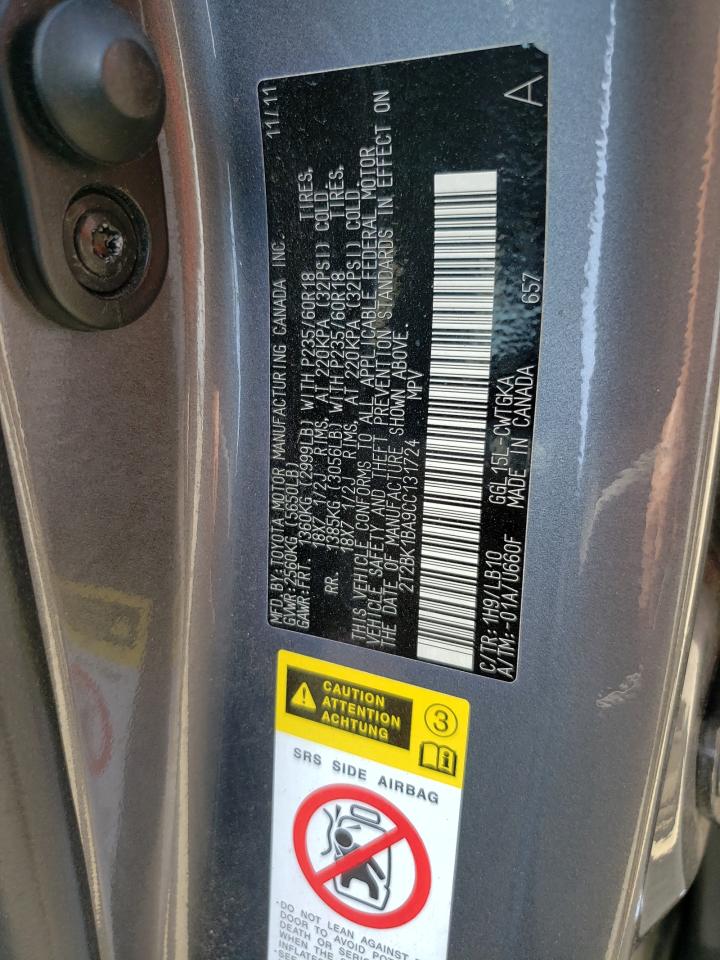 MFD.BY:TOYOTA MOTOR MANUFACTURING CANADA INC. 11/11
GVWR:2560KG (5650LB)
GAWR:FRT 1360KG (2999LB) WITH P235/60R18 TIRES,
18X7 1/2J RIMS, AT 220KPA (32PSI) COLD.
RR. 1385KG (3056LB) WITH P235/60R18 TIRES,
18X7 1/2J RIMS, AT 220KPA (32PSI) COLD.
THIS VEHICLE CONFORMS TO ALL APPLICABLE FEDERAL MOTOR
VEHICLE SAFETY AND THEFT PREVENTION STANDARDS IN EFFECT ON
THE DATE OF MANUFACTURE SHOWN ABOVE.
2T2BK1BA9CC131724 MPV
C/TR:1H9/LB10 GGL15L-CWTGKA
A/TM:-01A/U660F MADE IN CANADA 657 A
CAUTION
ATTENTION
ACHTUNG
3
SRS SIDE AIRBAG
-DO NOT LEAN AGAINST
DOOR TO AVOID
DEATH OR
WHEN THE